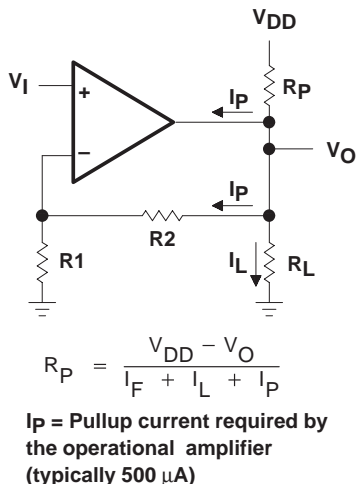 VDD
VI
+
IP
RP
VO
−
IP
R2
R1
IL
RL
RP = VDD − VO / IF + IL + IP
IP = Pullup current required by
the operational amplifier
(typically 500 μA)